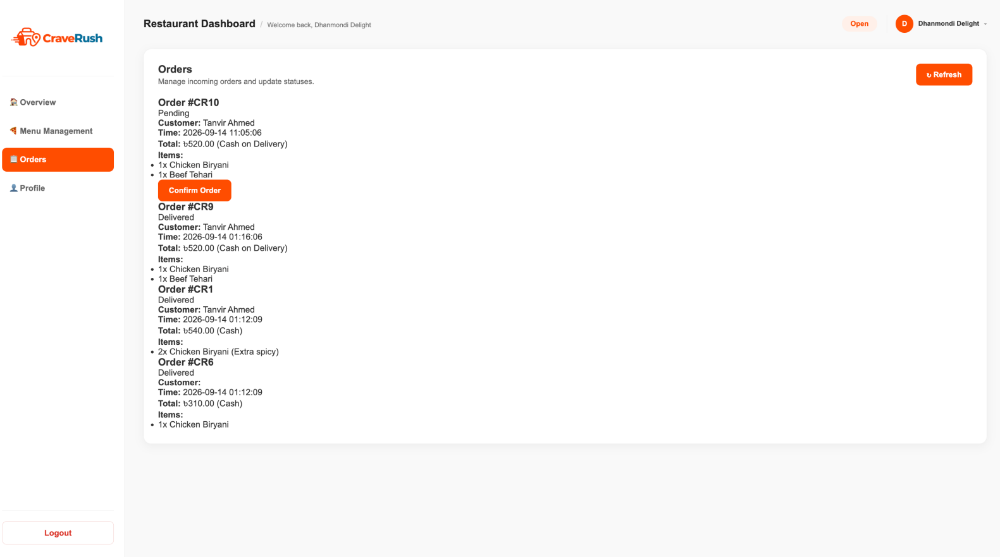 CraveRush
Restaurant Dashboard / Welcome back, Dhanmondi Delight
Open
D Dhanmondi Delight
Overview
Menu Management
Orders
Profile
Logout
Orders
Manage incoming orders and update statuses.
↻ Refresh
Order #CR10
Pending
Customer: Tanvir Ahmed
Time: 2026-09-14 11:05:06
Total: ৳520.00 (Cash on Delivery)
Items:
• 1x Chicken Biryani
• 1x Beef Tehari
Confirm Order
Order #CR9
Delivered
Customer: Tanvir Ahmed
Time: 2026-09-14 01:16:06
Total: ৳520.00 (Cash on Delivery)
Items:
• 1x Chicken Biryani
• 1x Beef Tehari
Order #CR1
Delivered
Customer: Tanvir Ahmed
Time: 2026-09-14 01:12:09
Total: ৳540.00 (Cash)
Items:
• 2x Chicken Biryani (Extra spicy)
Order #CR6
Delivered
Customer:
Time: 2026-09-14 01:12:09
Total: ৳310.00 (Cash)
Items:
• 1x Chicken Biryani